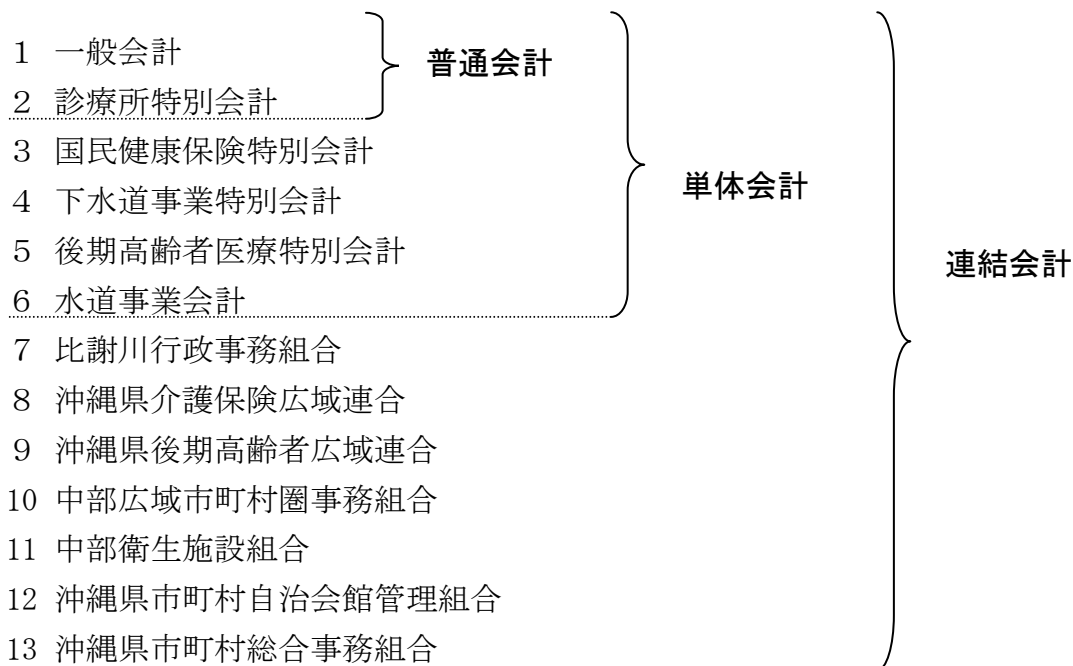 １ 一般会計
普通会計
２ 診療所特別会計
３ 国民健康保険特別会計
単体会計
４ 下水道事業特別会計
５ 後期高齢者医療特別会計
連結会計
６ 水道事業会計
７ 比謝川行政事務組合
８ 沖縄県介護保険広域連合
９ 沖縄県後期高齢者広域連合
10 中部広域市町村圏事務組合
11 中部衛生施設組合
12 沖縄県市町村自治会館管理組合
13 沖縄県市町村総合事務組合